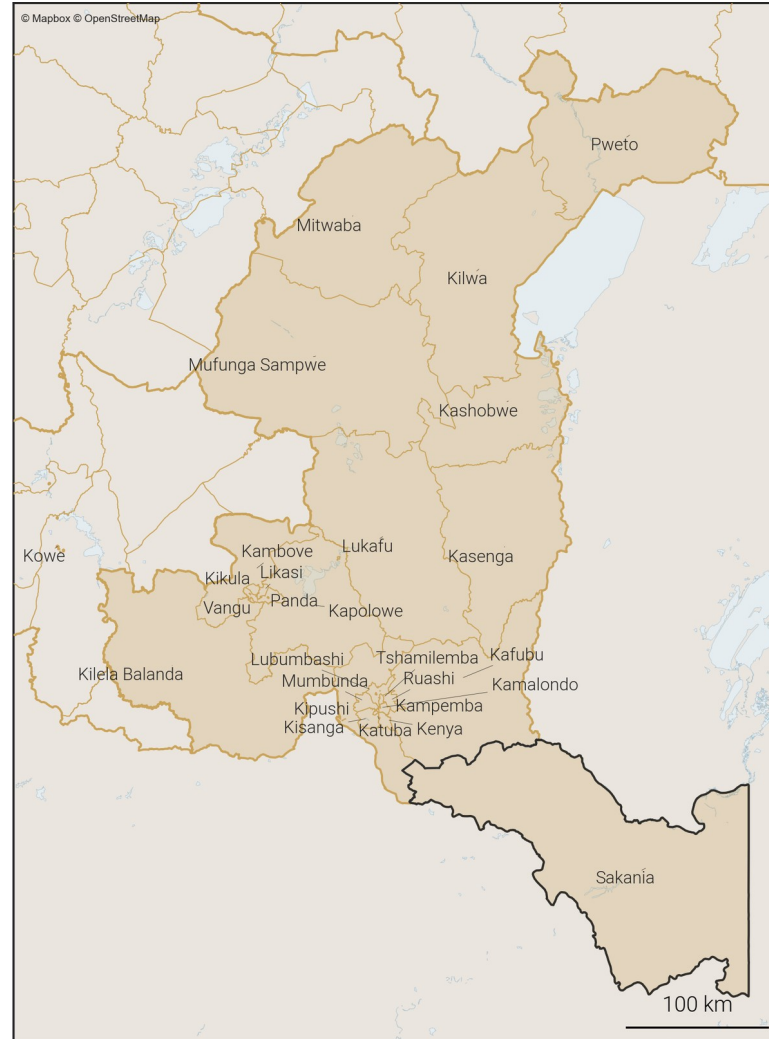 © Mapbox © OpenStreetMap
Pweto
Mitwaba
Kilwa
Mufunga Sampwe
Kashobwe
Kowe
Kambove
Lukafu
Kasenga
Likasi
Kikula
Panda
Vangu
Kapolowe
Lubumbashi
Tshamilemba
Kafubu
Kilela Balanda
Mumbunda
Ruashi
Kamalondo
Kipushi
Kampemba
Kisanga
Katuba
Kenya
Sakania
100 km